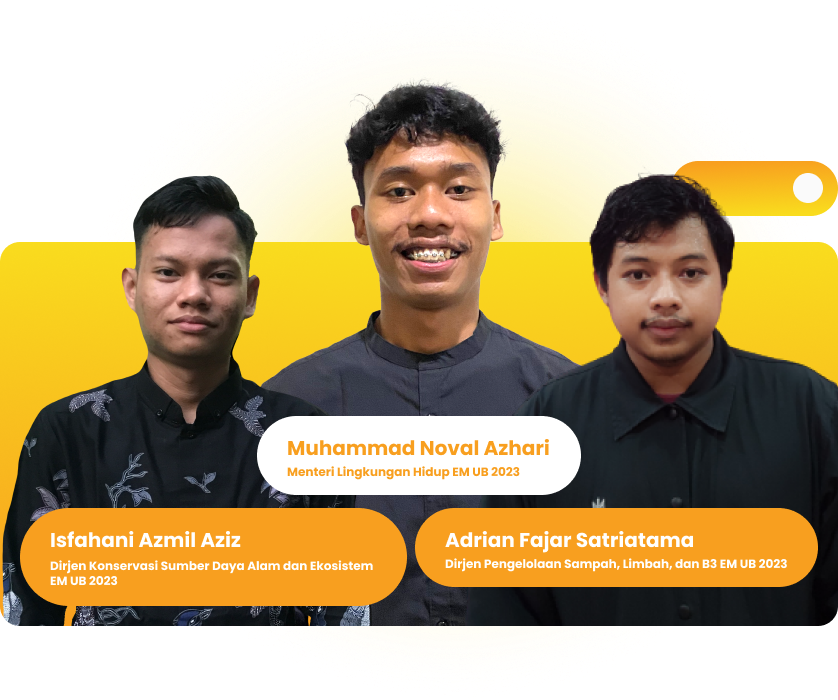 Muhammad Noval Azhari
Menteri Lingkungan Hidup EM UB 2023
Isfahani Azmil Aziz
Dirjen Konservasi Sumber Daya Alam dan Ekosistem
EM UB 2023
Adrian Fajar Satriatama
Dirjen Pengelolaan Sampah, Limbah, dan B3 EM UB 2023